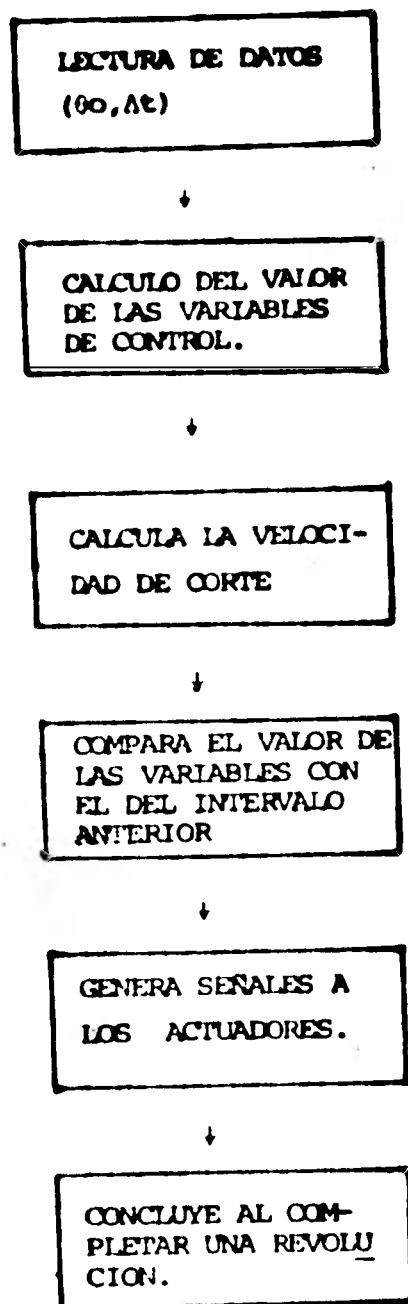 LECTURA DE DATOS
(θo,Δt)
CALCULO DEL VALOR
DE LAS VARIABLES
DE CONTROL.
CALCULA LA VELOCI-
DAD DE CORTE
COMPARA EL VALOR DE
LAS VARIABLES CON
EL DEL INTERVALO
ANTERIOR
GENERA SEÑALES A
LOS ACTUADORES.
CONCLUYE AL COM-
PLETAR UNA REVOLU
CION.